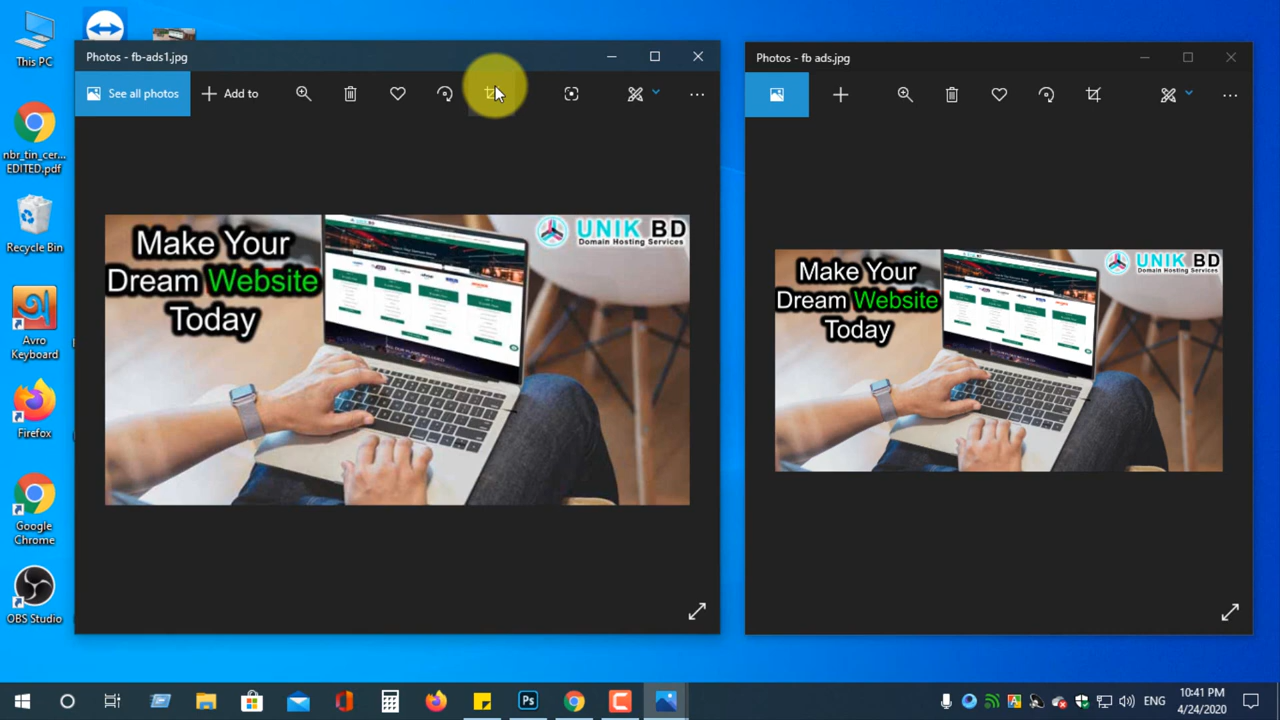 This PC
nbr_tin_cer...
EDITED.pdf
Recycle Bin
Avro
Keyboard
Firefox
Google
Chrome
OBS Studio
Photos - fb-ads1.jpg
See all photos
Add to
Make Your
Dream Website
Today
UNIK BD
Domain Hosting Services
Photos - fb ads.jpg
Make Your
Dream Website
Today
UNIK BD
Domain Hosting Services
Ps
ENG
10:41 PM
4/24/2020